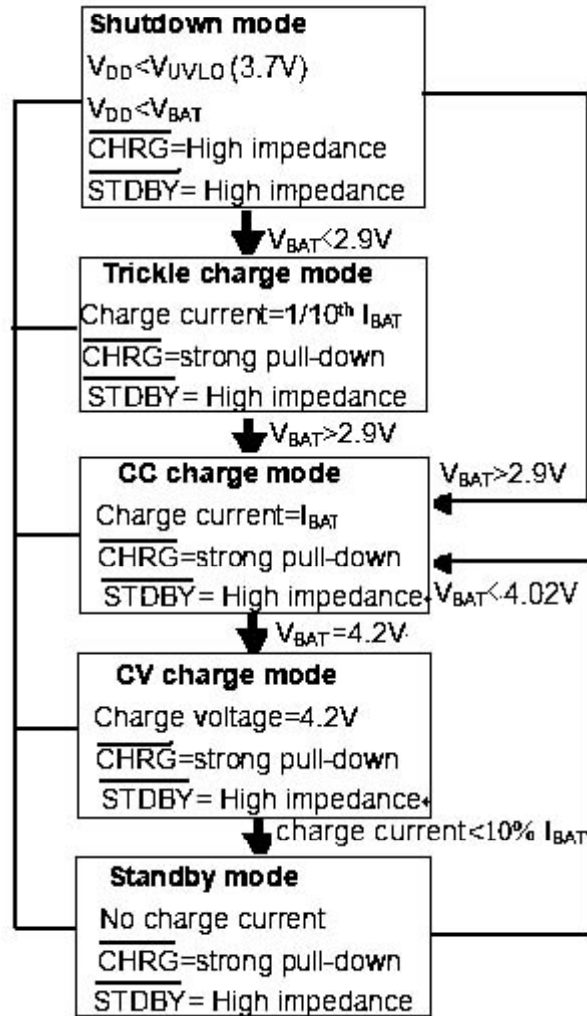 Shutdown mode
VDD<VUVLO (3.7V)
VDD<VBAT
CHRG=High impedance
STDBY= High impedance
VBAT<2.9V
Trickle charge mode
Charge current=1/10th IBAT
CHRG=strong pull-down
STDBY= High impedance
VBAT>2.9V
CC charge mode
Charge current=IBAT
CHRG=strong pull-down
STDBY= High impedance
VBAT>2.9V
VBAT<4.02V
VBAT=4.2V
CV charge mode
Charge voltage=4.2V
CHRG=strong pull-down
STDBY= High impedance
charge current<10% IBAT
Standby mode
No charge current
CHRG=strong pull-down
STDBY= High impedance